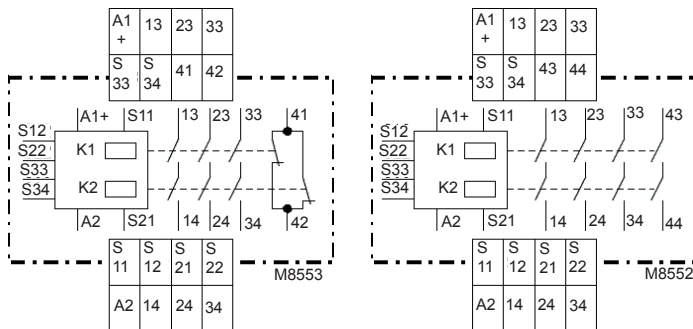 A1 + 13 23 33
S 33 S 34 41 42
A1+ S11 13 23 33 41
S12
S22
S33
S34
K1
K2
A2 S21 14 24 34 42
S 11 S 12 S 21 S 22
M8553
A2 14 24 34
A1 + 13 23 33
S 33 S 34 43 44
A1+ S11 13 23 33 43
S12
S22
S33
S34
K1
K2
A2 S21 14 24 34 44
S 11 S 12 S 21 S 22
M8552
A2 14 24 34